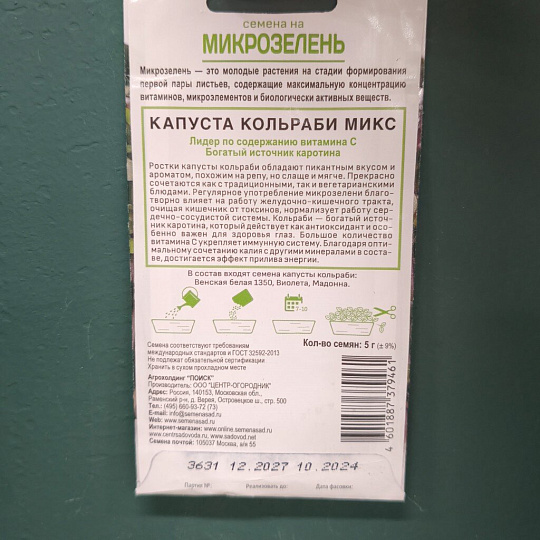 семена на
МИКРОЗЕЛЕНЬ
Микрозелень — это молодые растения на стадии формирования
первой пары листьев, содержащие максимальную концентрацию
витаминов, микроэлементов и биологически активных веществ.
КАПУСТА КОЛЬРАБИ МИКС
Лидер по содержанию витамина С
Богатый источник каротина
Ростки капусты кольраби обладают пикантным вкусом и
ароматом, похожим на репу, но слаще и мягче. Прекрасно
сочетаются как с традиционными, так и вегетарианскими
блюдами. Регулярное употребление микрозелени благо-
творно влияет на работу желудочно-кишечного тракта,
очищая кишечник от токсинов, нормализует работу сер-
дечно-сосудистой системы. Кольраби — богатый источ-
ник каротина, который действует как антиоксидант и осо-
бенно важен для здоровья глаз. Большое количество
витамина С укрепляет иммунную систему. Благодаря опти-
мальному сочетанию калия с другими минералами в соста-
ве, достигается эффект прилива энергии.
В состав входят семена капусты кольраби:
Венская белая 1350, Виолета, Мадонна.
7-10
Семена соответствуют требованиям
международных стандартов и ГОСТ 32592-2013
Не подлежат обязательной сертификации
Хранить в сухом прохладном месте
Кол-во семян: 5 г (± 9%)
Агрохолдинг "ПОИСК"
Производитель: ООО "ЦЕНТР-ОГОРОДНИК"
Адрес: Россия, 140153, Московская обл.,
Раменский р-н, д. Верея, Островецкое ш., стр. 500
Тел.: (495) 660-93-72 (73)
E-mail: info@semenasad.ru
Web: www.semenasad.ru
Интернет-магазин: www.semenasad.ru
www.centrsadovoda.ru www.sadovod.net
Семена почтой: 105037 Москва, а/я 55
4 601887 379461
3631 12.2027 10.2024
Партия №: Реализовать до: Дата фасовки: